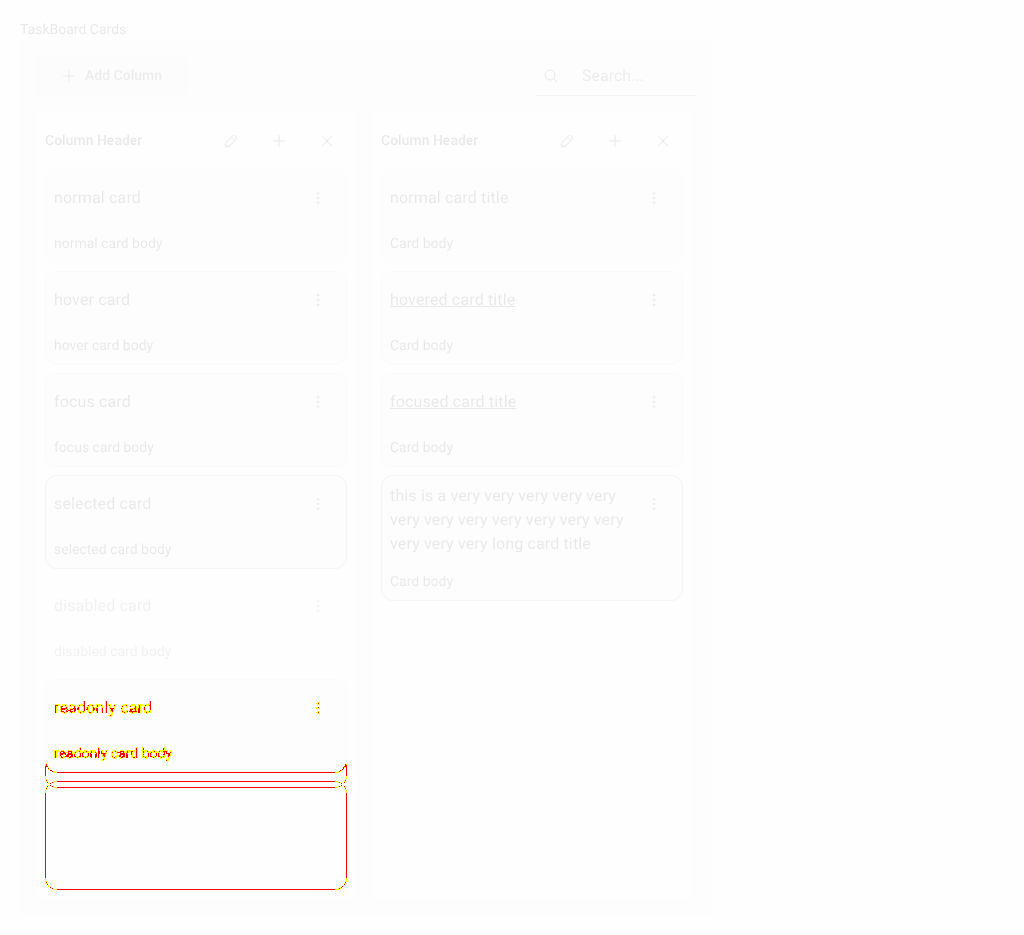 TaskBoard Cards
Add Column
Search...
Column Header
normal card
normal card body
hover card
hover card body
focus card
focus card body
selected card
selected card body
disabled card
disabled card body
readonly card
readonly card body
Column Header
normal card title
Card body
hovered card title
Card body
focused card title
Card body
this is a very very very very very
very very very very very very very
very very very long card title
Card body